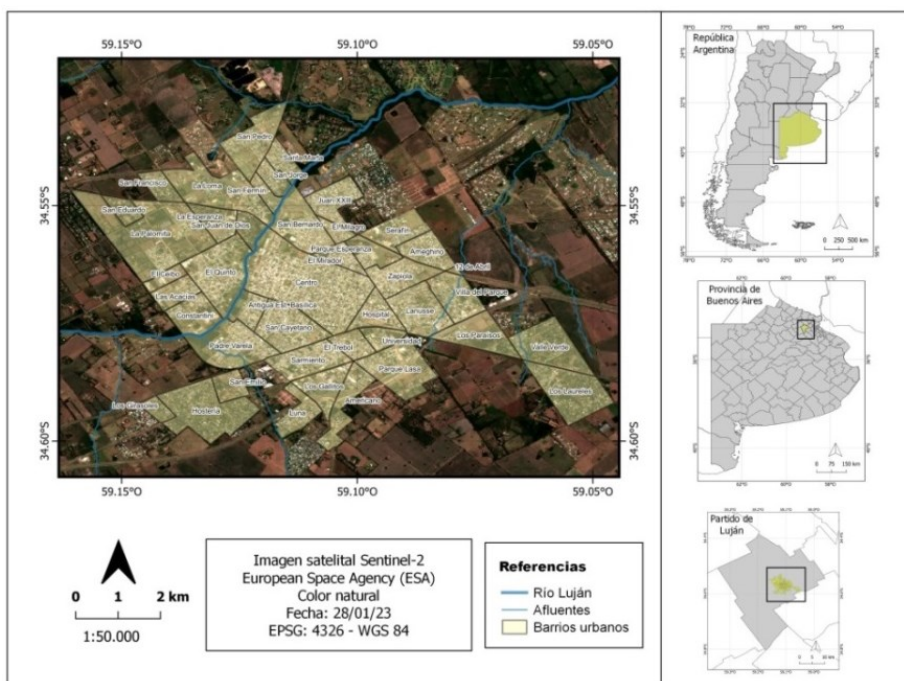 59.15°O
59.10°O
59.05°O
34.55°S
34.55°S
34.60°S
34.60°S
San Pedro
Santa Marta
San Jorge
San Francisco
La Loma
San Fermín
Juan XXIII
San Eduardo
La Esperanza
San Juan de Dios
San Bernardo
El Milagro
Serafín
La Palomita
Parque Esperanza
Ameghino
El Mirador
El Ceibo
El Quinto
Centro
Zapiola
12 de Abril
Las Acacias
Villa del Parque
Constantini
Hospital
Lanusse
San Cayetano
Universidad
Los Paraísos
Padre Varela
El Trébol
Valle Verde
Sarmiento
Parque Lasa
San Emilio
Los Gallitos
Los Laureles
Los Girasoles
Hostería
Luna
Americano
59.15°O
59.10°O
59.05°O
0 1 2 km
1:50.000
Imagen satelital Sentinel-2
European Space Agency (ESA)
Color natural
Fecha: 28/01/23
EPSG: 4326 - WGS 84
Referencias
Río Luján
Afluentes
Barrios urbanos
República
Argentina
0 250 500 km
Provincia de
Buenos Aires
0 75 150 km
Partido de
Luján